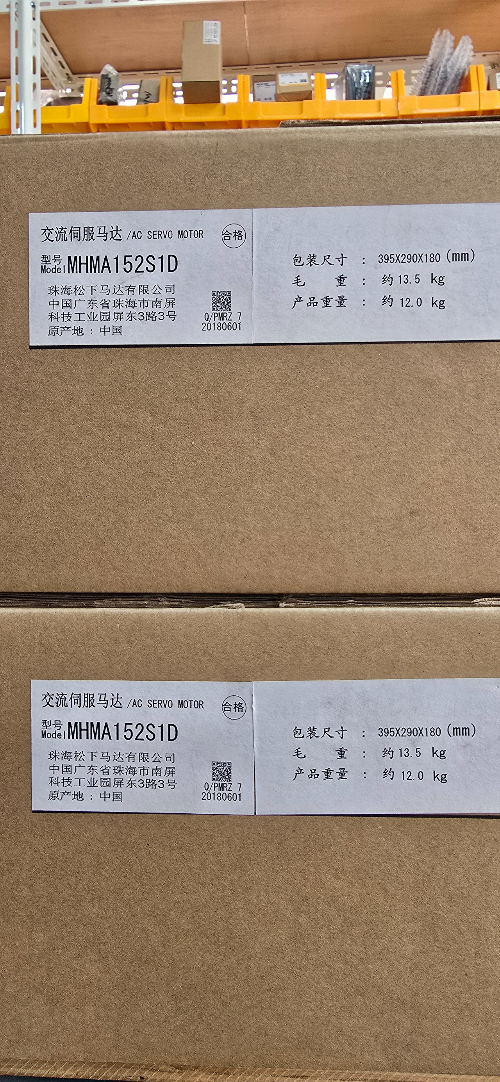 交流伺服马达 /AC SERVO MOTOR 合格
型号 Model MHMA152S1D
珠海松下马达有限公司
中国广东省珠海市南屏
科技工业园屏东3路3号
原产地：中国
Q/PMRZ 7
20180601
包装尺寸 ： 395X290X180 (mm)
毛 重 ： 约 13.5 kg
产品重量 ： 约 12.0 kg
交流伺服马达 /AC SERVO MOTOR 合格
型号 Model MHMA152S1D
珠海松下马达有限公司
中国广东省珠海市南屏
科技工业园屏东3路3号
原产地：中国
Q/PMRZ 7
20180601
包装尺寸 ： 395X290X180 (mm)
毛 重 ： 约 13.5 kg
产品重量 ： 约 12.0 kg